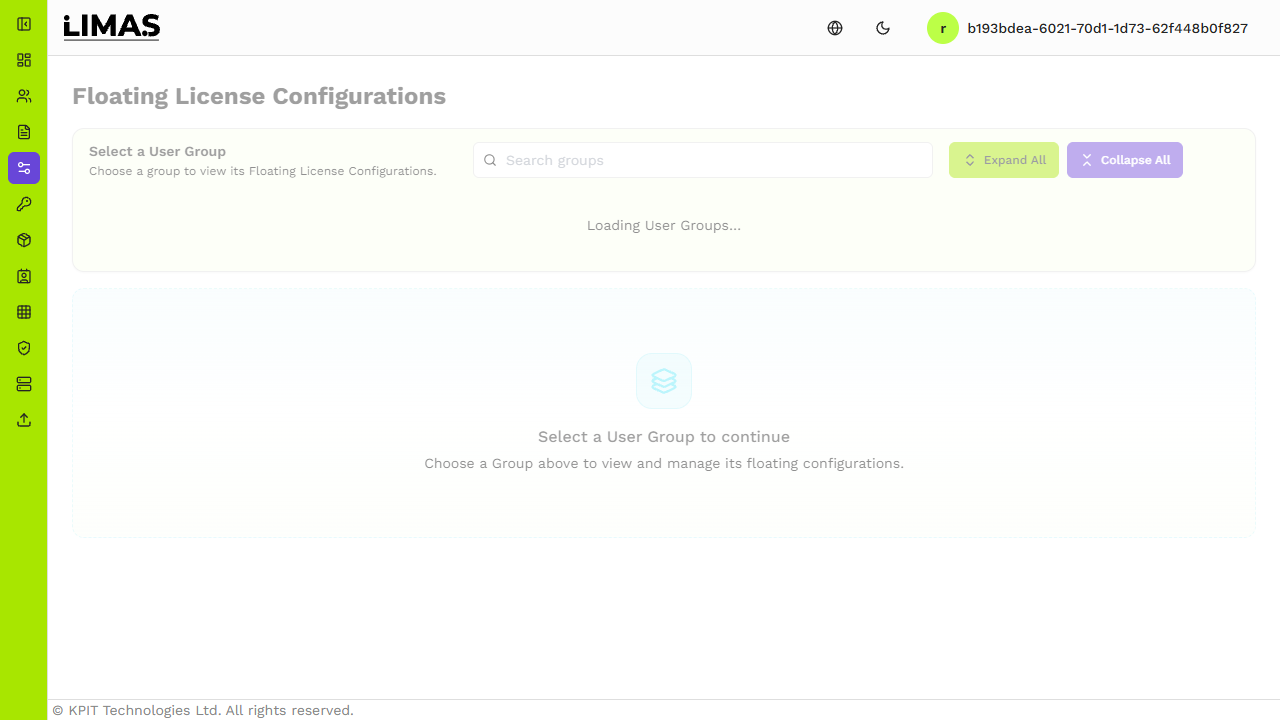 LIMAS
r b193bdea-6021-70d1-1d73-62f448b0f827
Floating License Configurations
Select a User Group
Choose a group to view its Floating License Configurations.
Search groups
Expand All
Collapse All
Loading User Groups...
Select a User Group to continue
Choose a Group above to view and manage its floating configurations.
© KPIT Technologies Ltd. All rights reserved.